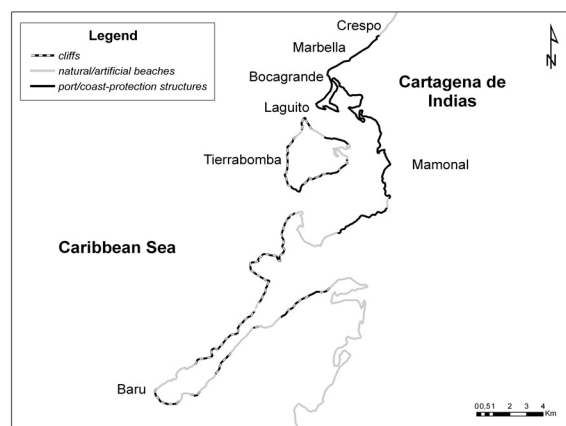 Legend
cliffs
natural/artificial beaches
port/coast-protection structures
Crespo
Marbella
Bocagrande
Cartagena de
Indias
Laguito
Tierrabomba
Mamonal
Caribbean Sea
Baru
N
0 0.5 1 2 3 4
Km